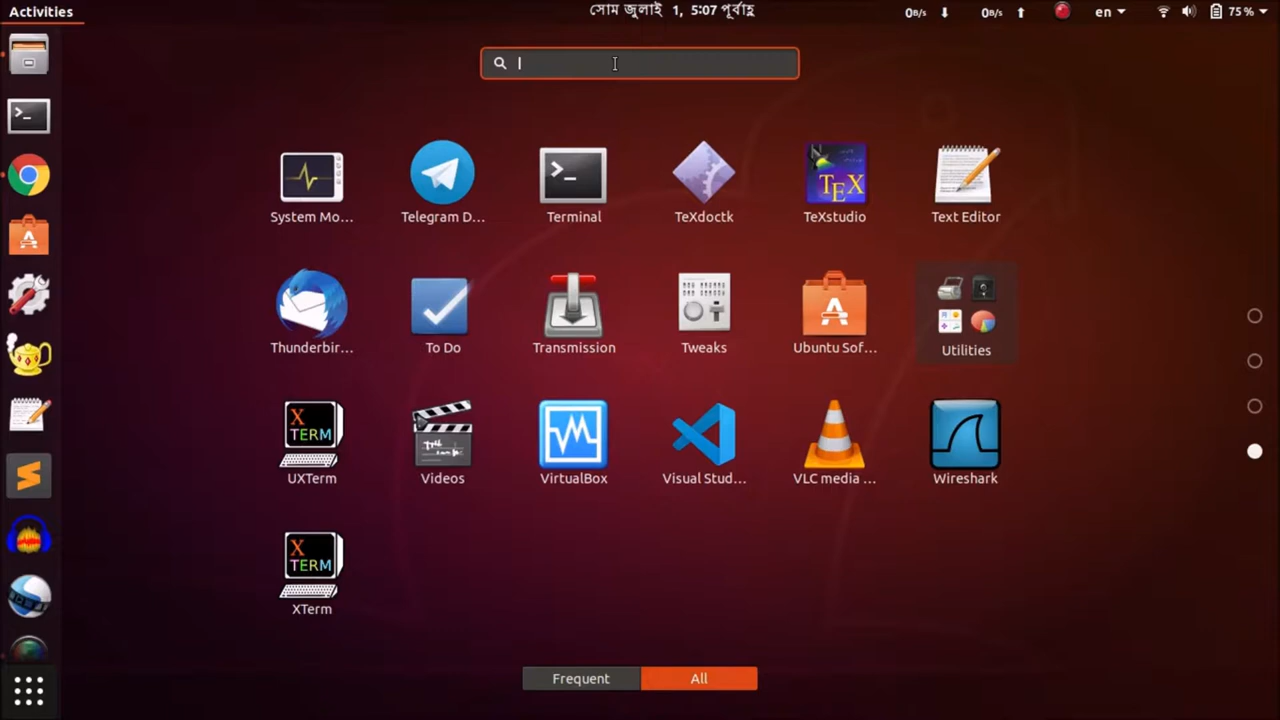 Activities
সোম জুলাই 1, 5:07 পূর্বাহ্ণ
0B/s
0B/s
en
75 %
System Mo...
Telegram D...
Terminal
TeXdoctk
TeXstudio
Text Editor
Thunderbir...
To Do
Transmission
Tweaks
Ubuntu Sof...
Utilities
UXTerm
Videos
VirtualBox
Visual Stud...
VLC media ...
Wireshark
XTerm
Frequent
All